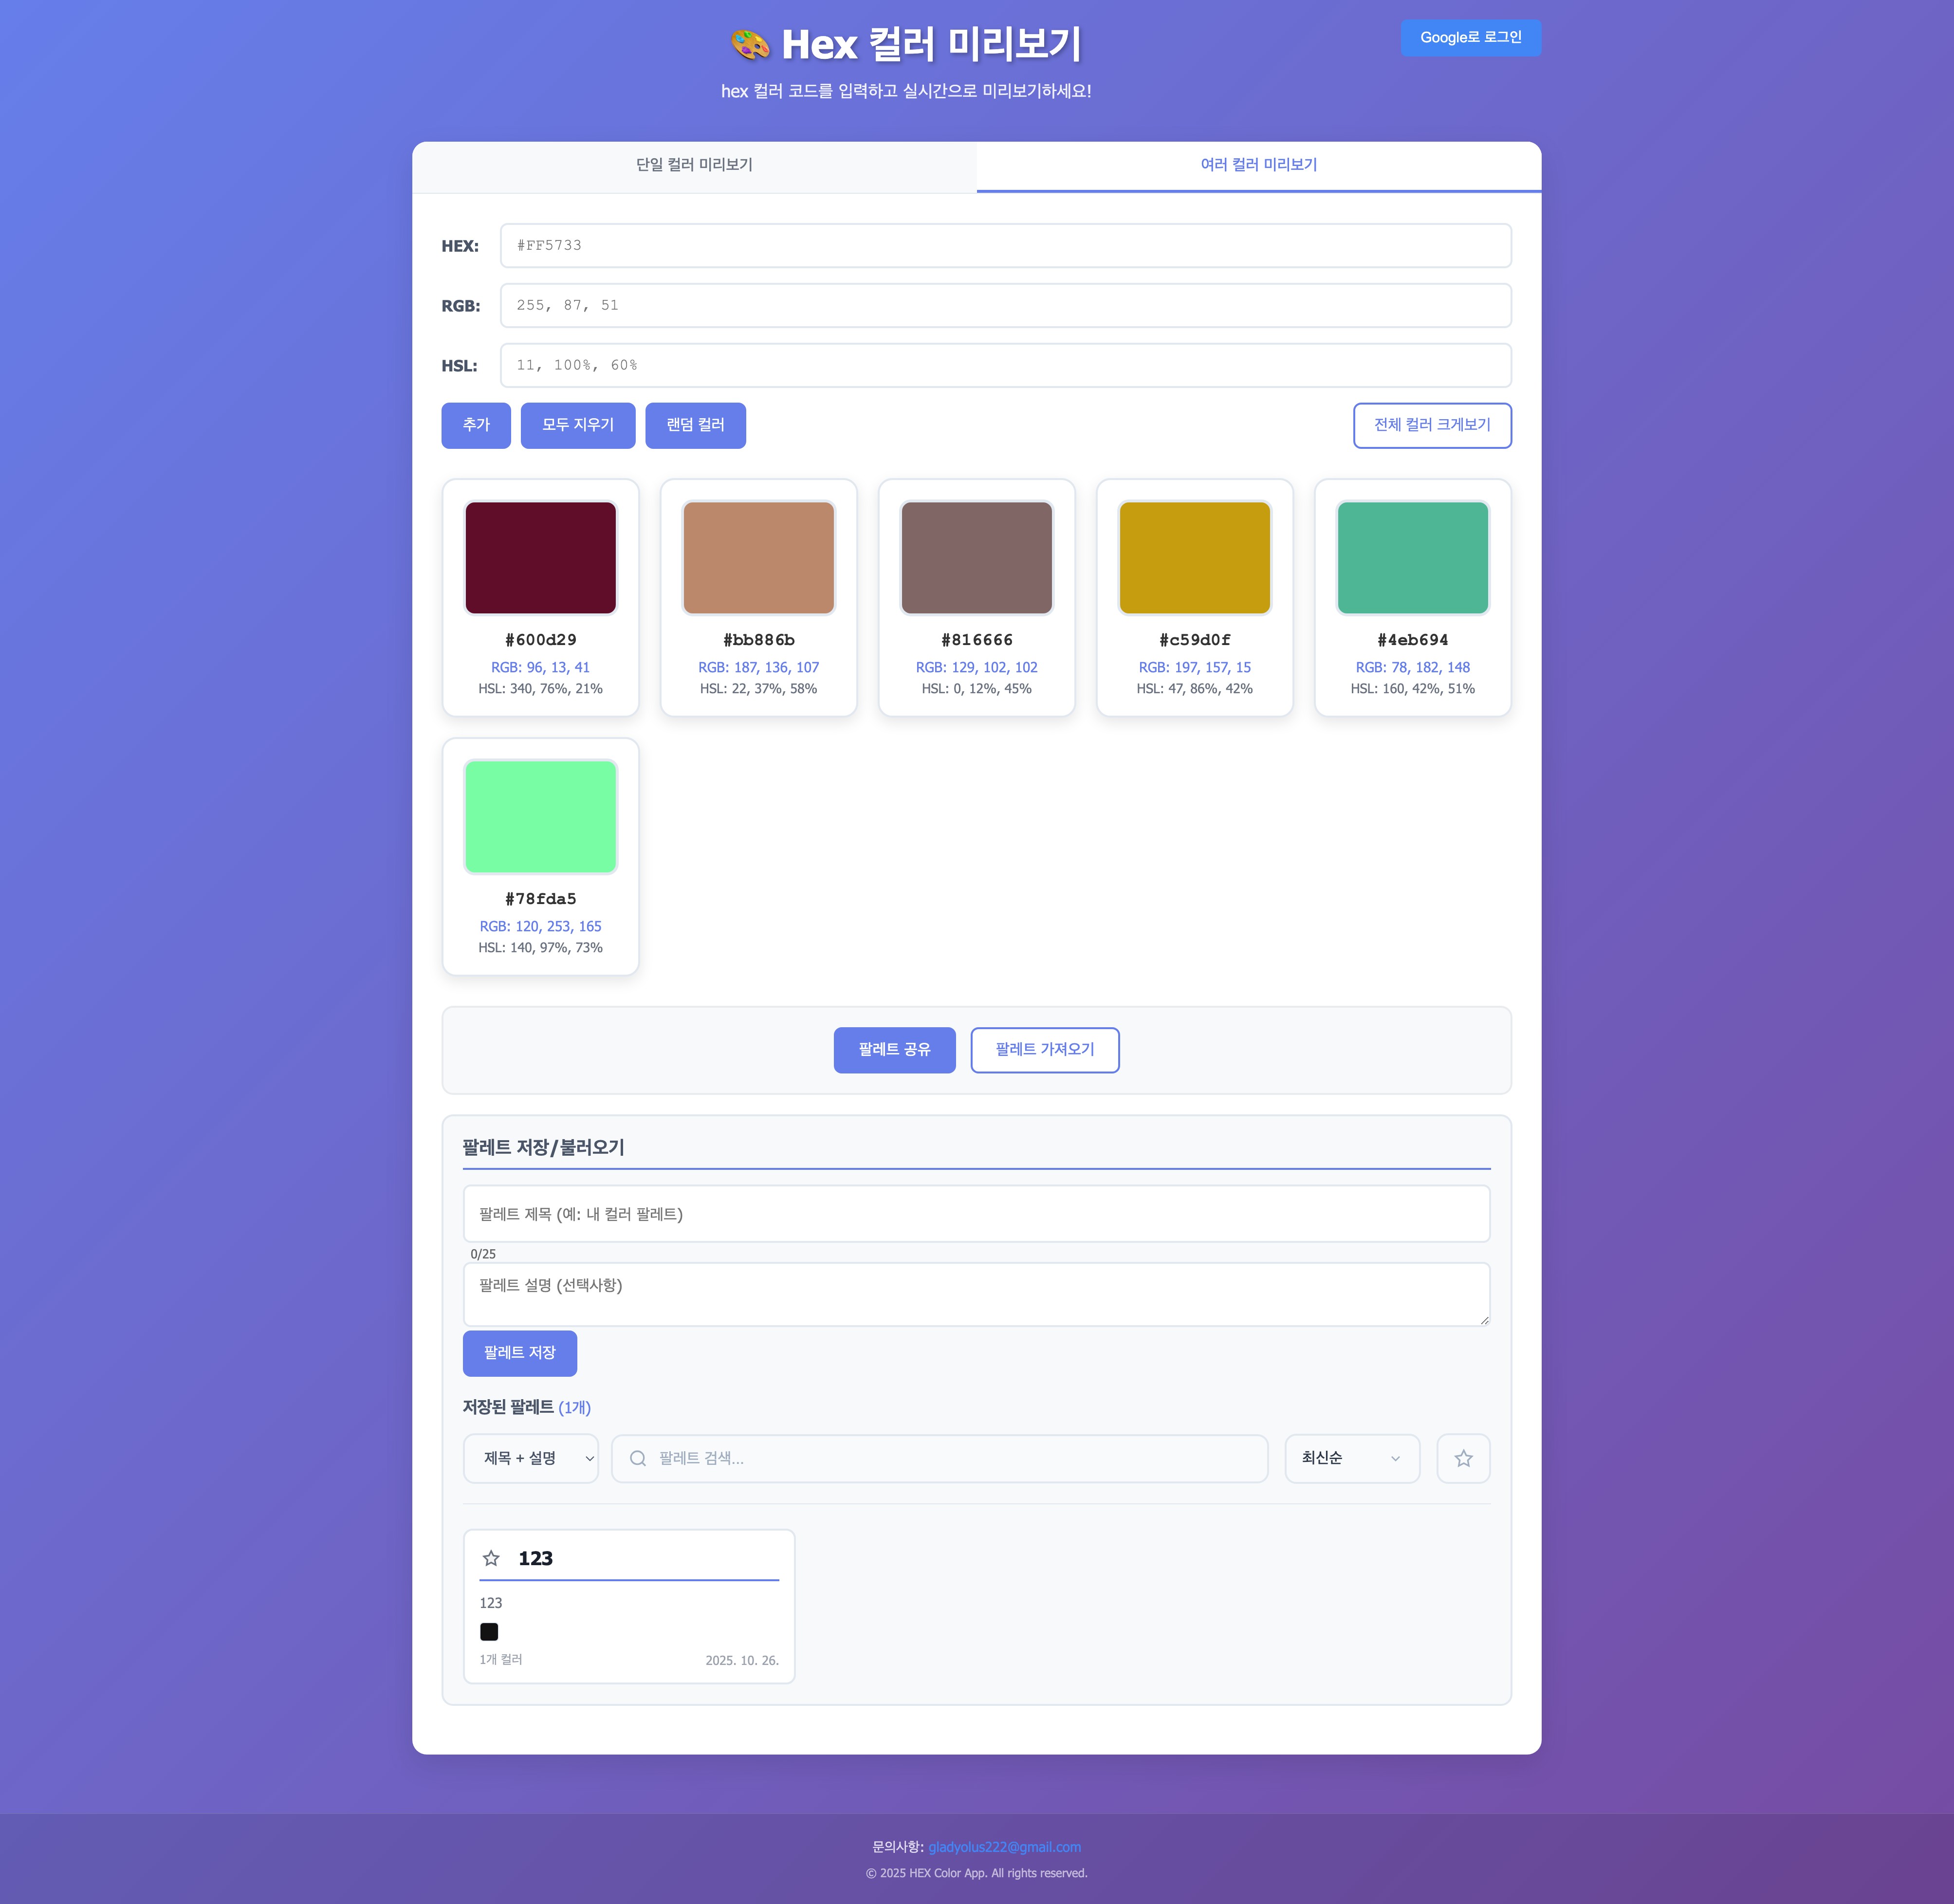 🎨 Hex 컬러 미리보기
Google로 로그인
hex 컬러 코드를 입력하고 실시간으로 미리보기하세요!
단일 컬러 미리보기
여러 컬러 미리보기
HEX: #FF5733
RGB: 255, 87, 51
HSL: 11, 100%, 60%
추가 모두 지우기 랜덤 컬러 전체 컬러 크게보기
#600d29
RGB: 96, 13, 41
HSL: 340, 76%, 21%
#bb886b
RGB: 187, 136, 107
HSL: 22, 37%, 58%
#816666
RGB: 129, 102, 102
HSL: 0, 12%, 45%
#c59d0f
RGB: 197, 157, 15
HSL: 47, 86%, 42%
#4eb694
RGB: 78, 182, 148
HSL: 160, 42%, 51%
#78fda5
RGB: 120, 253, 165
HSL: 140, 97%, 73%
팔레트 공유 팔레트 가져오기
팔레트 저장/불러오기
팔레트 제목 (예: 내 컬러 팔레트)
0/25
팔레트 설명 (선택사항)
팔레트 저장
저장된 팔레트 (1개)
제목 + 설명 팔레트 검색... 최신순
123
123
1개 컬러 2025. 10. 26.
문의사항: gladyolus222@gmail.com
© 2025 HEX Color App. All rights reserved.